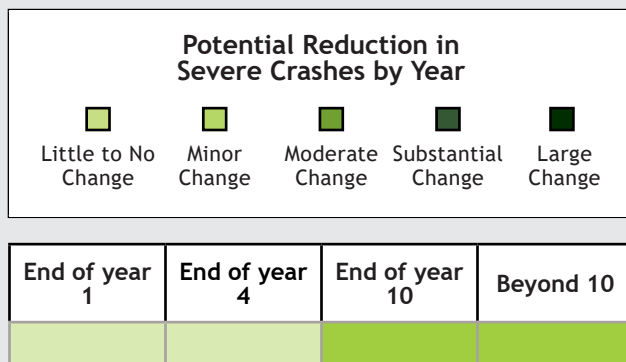 Potential Reduction in
Severe Crashes by Year
Little to No
Change
Minor
Change
Moderate
Change
Substantial
Change
Large
Change
End of year
1
End of year
4
End of year
10
Beyond 10